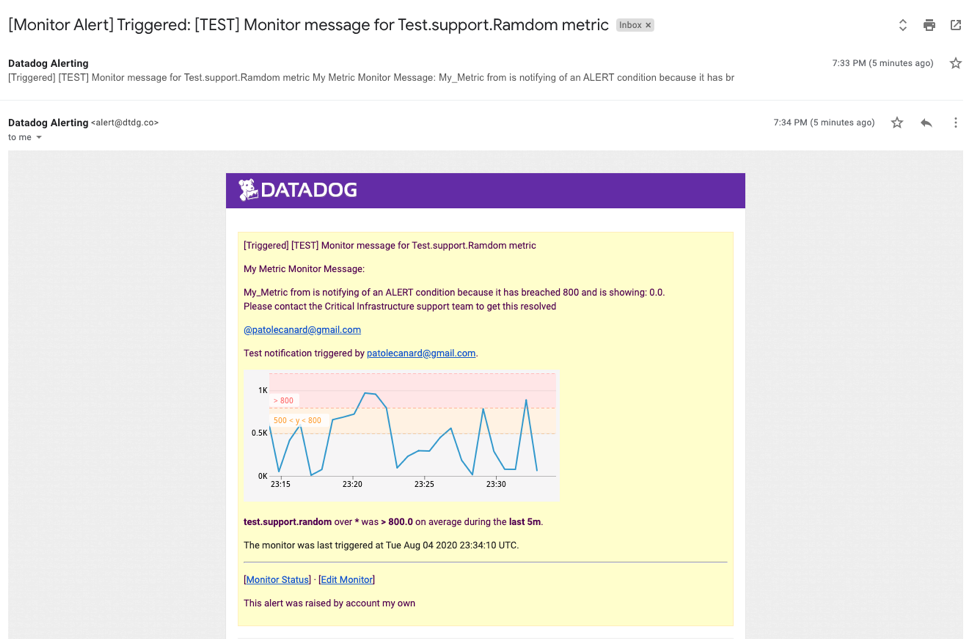 [Monitor Alert] Triggered: [TEST] Monitor message for Test.support.Ramdom metric Inbox ×
Datadog Alerting 7:33 PM (5 minutes ago)
[Triggered] [TEST] Monitor message for Test.support.Ramdom metric My Metric Monitor Message: My_Metric from is notifying of an ALERT condition because it has br
Datadog Alerting <alert@dtdg.co> 7:34 PM (5 minutes ago)
to me
DATADOG
[Triggered] [TEST] Monitor message for Test.support.Ramdom metric
My Metric Monitor Message:
My_Metric from is notifying of an ALERT condition because it has breached 800 and is showing: 0.0.
Please contact the Critical Infrastructure support team to get this resolved
@patolecanard@gmail.com
Test notification triggered by patolecanard@gmail.com.
1K
> 800
500 < y < 800
0.5K
0K
23:15 23:20 23:25 23:30
test.support.random over * was > 800.0 on average during the last 5m.
The monitor was last triggered at Tue Aug 04 2020 23:34:10 UTC.
[Monitor Status] · [Edit Monitor]
This alert was raised by account my own